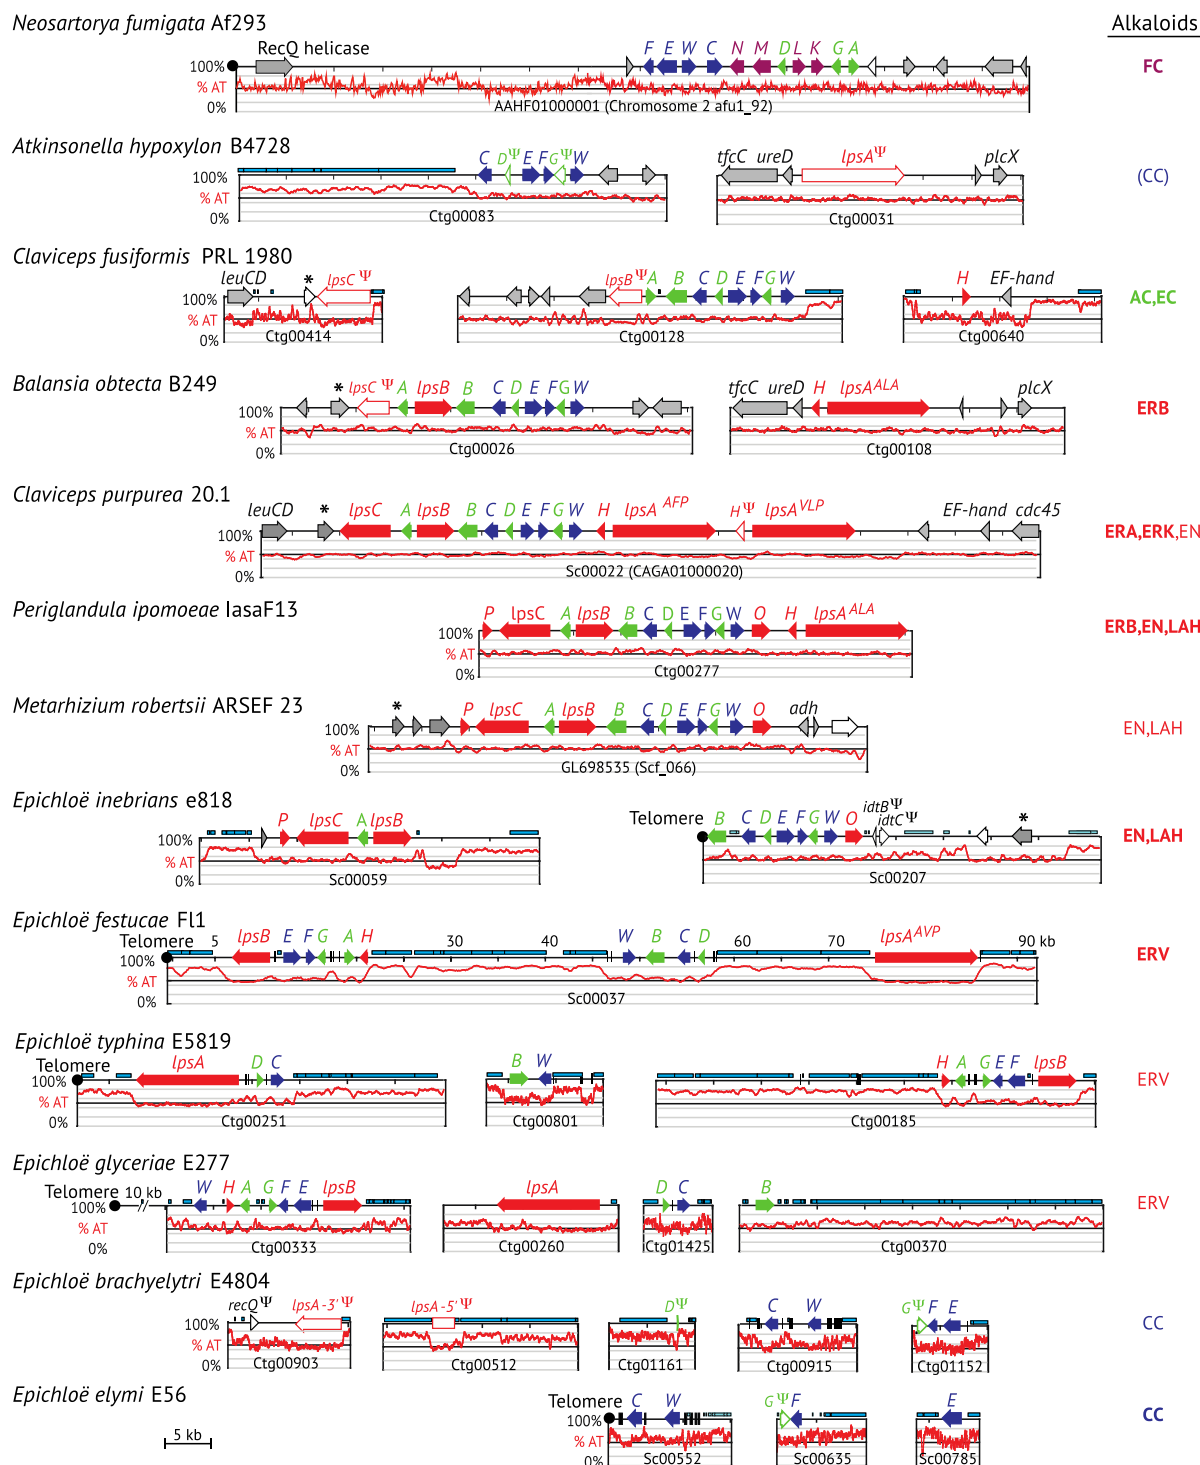 Neosartorya fumigata Af293
Alkaloids
RecQ helicase
F E W C N M D L K G A
100%
% AT
0%
AAHF01000001 (Chromosome 2 afu1_92)
FC
Atkinsonella hypoxylon B4728
C DΨ E F GΨ W
tfcC ureD lpsAΨ plcX
100%
% AT
0%
Ctg00083
Ctg00031
(CC)
Claviceps fusiformis PRL 1980
leuCD * lpsC Ψ
lpsBΨ A B C D E F G W
H EF-hand
100%
% AT
0%
Ctg00414
Ctg00128
Ctg00640
AC,EC
Balansia obtecta B249
* lpsC Ψ A lpsB B C D E F G W
tfcC ureD H lpsAALA plcX
100%
% AT
0%
Ctg00026
Ctg00108
ERB
Claviceps purpurea 20.1
leuCD * lpsC A lpsB B C D E F G W H lpsA AFP HΨ lpsAVLP EF-hand cdc45
100%
% AT
0%
Sc00022 (CAGA01000020)
ERA,ERK,EN
Periglandula ipomoeae IasaF13
P lpsC A lpsB B C D E F G W O H lpsAALA
100%
% AT
0%
Ctg00277
ERB,EN,LAH
Metarhizium robertsii ARSEF 23
* P lpsC A lpsB B C D E F G W O adh
100%
% AT
0%
GL698535 (Scf_066)
EN,LAH
Epichloë inebrians e818
P lpsC A lpsB
Telomere B C D E F G W O idtBΨ idtCΨ *
100%
% AT
0%
Sc00059
Sc00207
EN,LAH
Epichloë festucae Fl1
Telomere 5 lpsB E F G A H 30 40 W B C D 60 70 lpsAAVP 90 kb
100%
% AT
0%
Sc00037
ERV
Epichloë typhina E5819
Telomere lpsA D C
B W
H A G E F lpsB
100%
% AT
0%
Ctg00251
Ctg00801
Ctg00185
ERV
Epichloë glyceriae E277
Telomere 10 kb W H A G F E lpsB
lpsA
D C
B
100%
% AT
0%
Ctg00333
Ctg00260
Ctg01425
Ctg00370
ERV
Epichloë brachyelytri E4804
recQΨ lpsA-3' Ψ
lpsA-5' Ψ
DΨ
C W
GΨ F E
100%
% AT
0%
Ctg00903
Ctg00512
Ctg01161
Ctg00915
Ctg01152
CC
Epichloë elymi E56
Telomere C W
G Ψ F
E
100%
% AT
0%
Sc00552
Sc00635
Sc00785
CC
5 kb